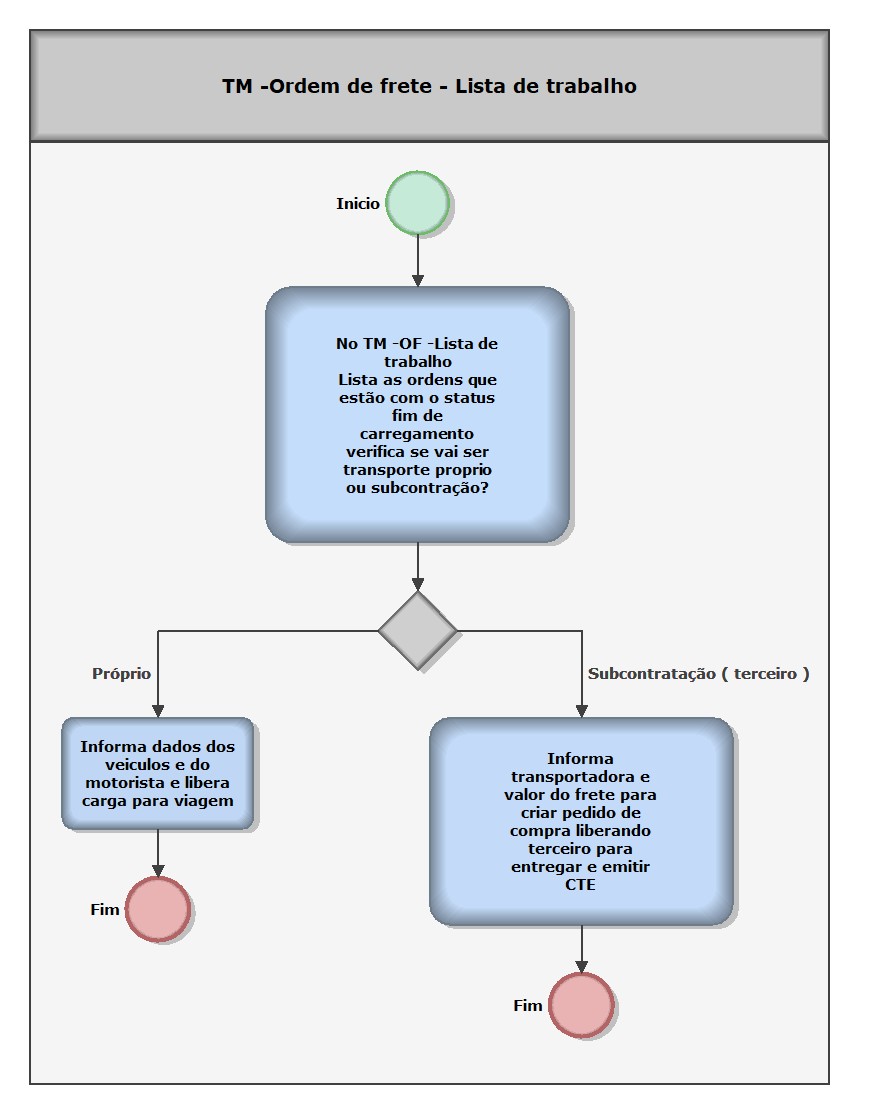 TM -Ordem de frete - Lista de trabalho
Inicio
No TM -OF -Lista de
trabalho
Lista as ordens que
estão com o status
fim de
carregamento
verifica se vai ser
transporte proprio
ou subcontração?
Próprio
Subcontratação ( terceiro )
Informa dados dos
veiculos e do
motorista e libera
carga para viagem
Informa
transportadora e
valor do frete para
criar pedido de
compra liberando
terceiro para
entregar e emitir
CTE
Fim
Fim